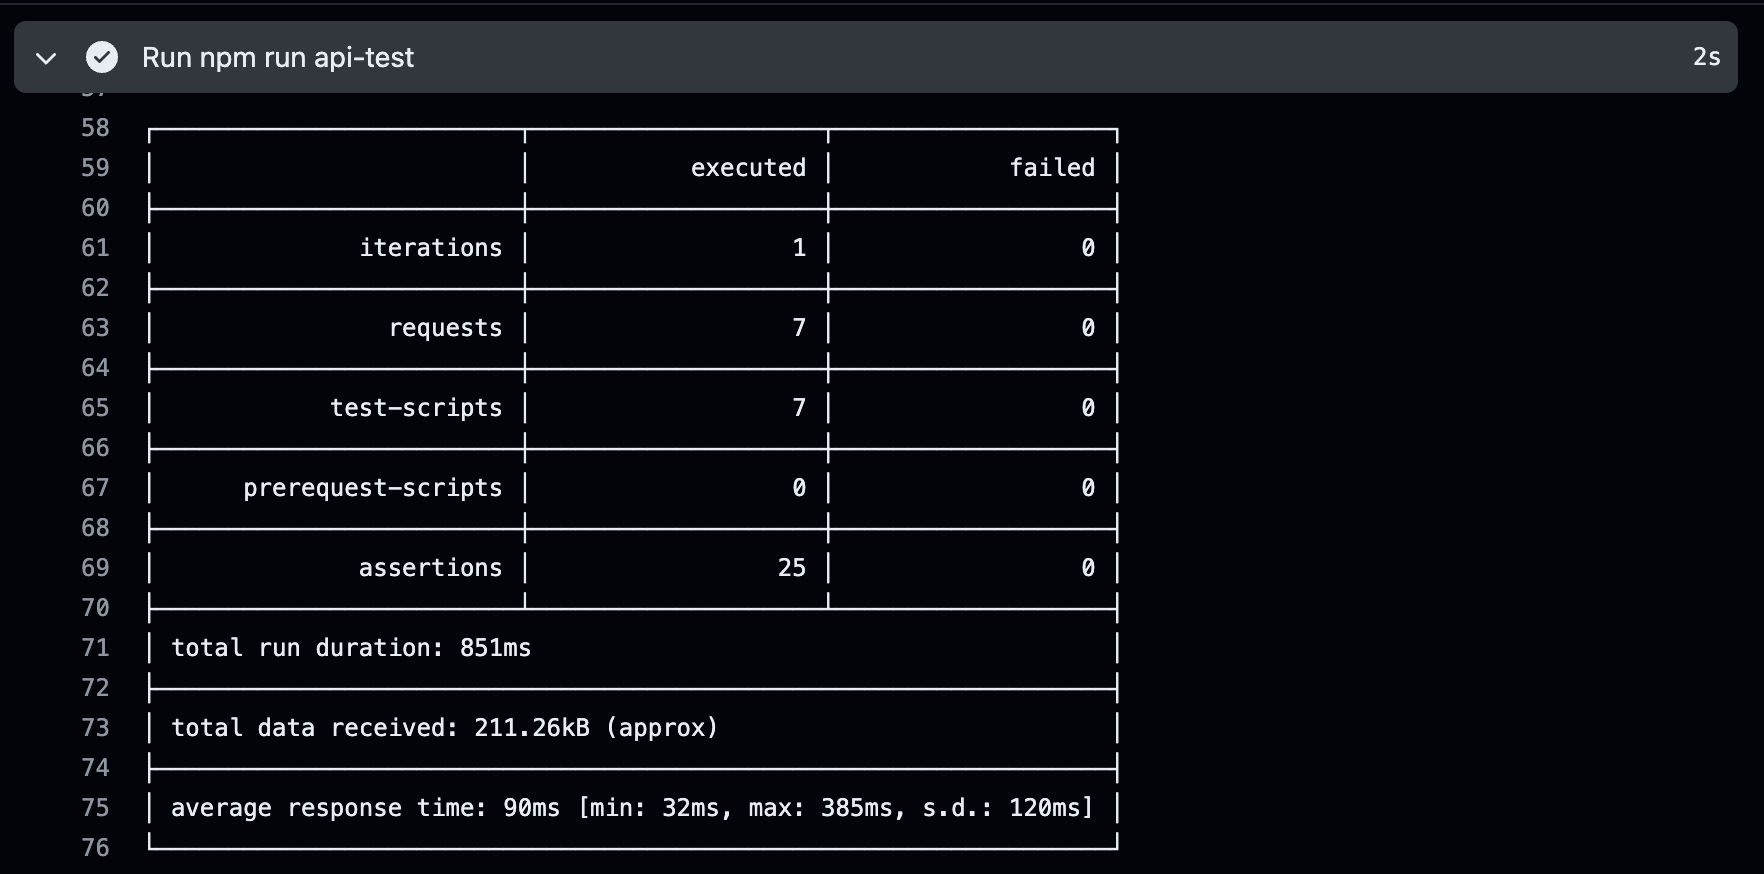 Run npm run api-test 2s
58
59 executed failed
60
61 iterations 1 0
62
63 requests 7 0
64
65 test-scripts 7 0
66
67 prerequest-scripts 0 0
68
69 assertions 25 0
70
71 total run duration: 851ms
72
73 total data received: 211.26kB (approx)
74
75 average response time: 90ms [min: 32ms, max: 385ms, s.d.: 120ms]
76